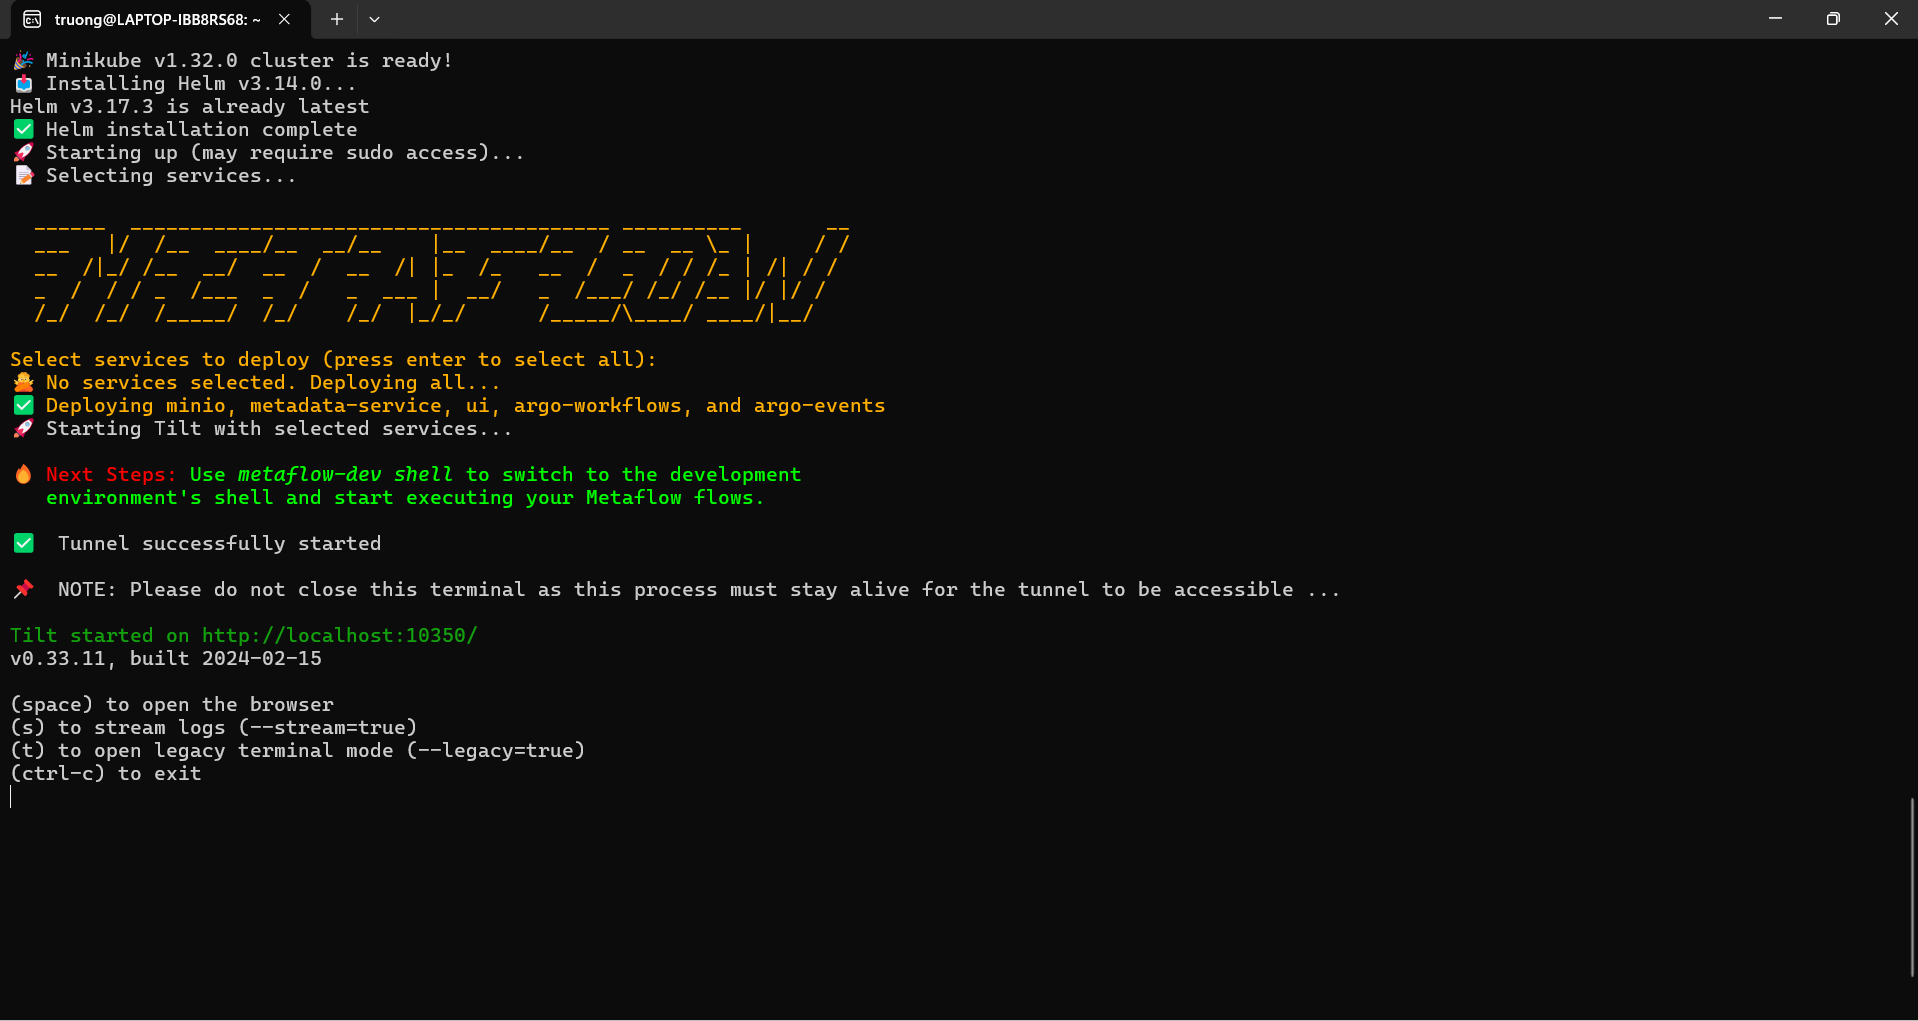 truong@LAPTOP-IBB8RS68: ~
🎉 Minikube v1.32.0 cluster is ready!
📥 Installing Helm v3.14.0...
Helm v3.17.3 is already latest
✅ Helm installation complete
🚀 Starting up (may require sudo access)...
📝 Selecting services...
METAFLOW
Select services to deploy (press enter to select all):
🙅 No services selected. Deploying all...
✅ Deploying minio, metadata-service, ui, argo-workflows, and argo-events
🚀 Starting Tilt with selected services...
🔥 Next Steps: Use metaflow-dev shell to switch to the development
environment's shell and start executing your Metaflow flows.
✅ Tunnel successfully started
📌 NOTE: Please do not close this terminal as this process must stay alive for the tunnel to be accessible ...
Tilt started on http://localhost:10350/
v0.33.11, built 2024-02-15
(space) to open the browser
(s) to stream logs (--stream=true)
(t) to open legacy terminal mode (--legacy=true)
(ctrl-c) to exit